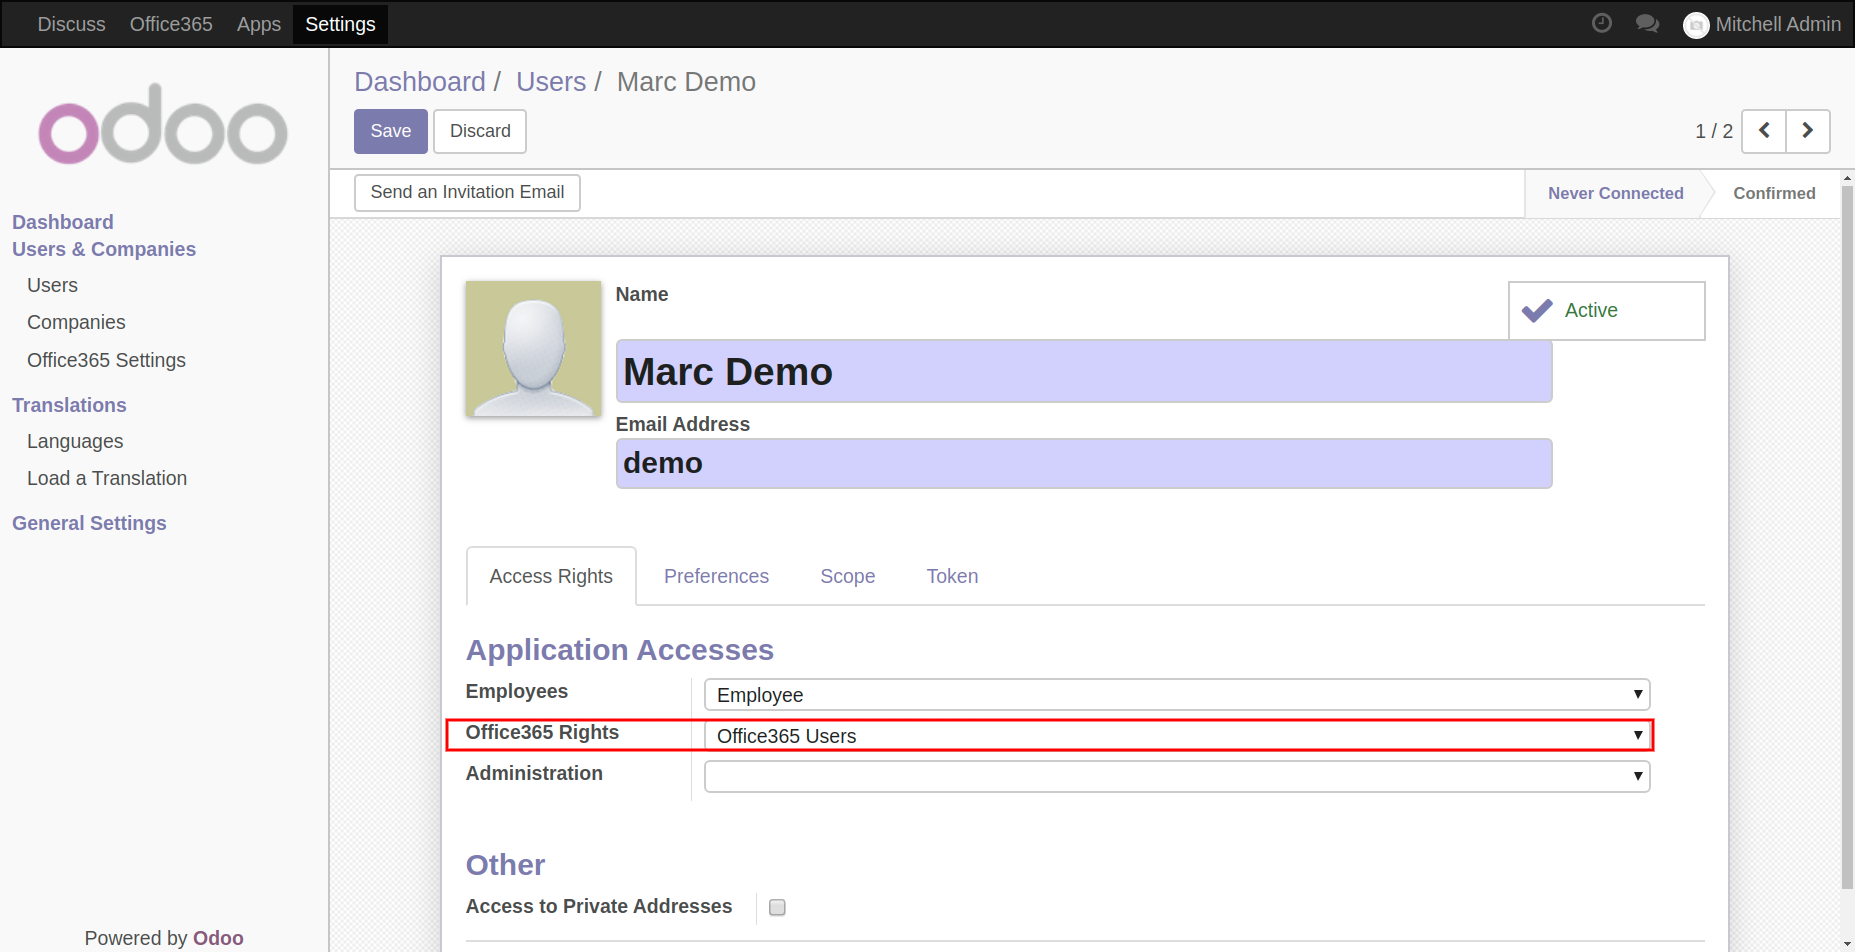 Discuss Office365 Apps Settings Mitchell Admin
odoo
Dashboard / Users / Marc Demo
Save Discard 1 / 2
Send an Invitation Email Never Connected Confirmed
Dashboard
Users & Companies
Users
Companies
Office365 Settings
Translations
Languages
Load a Translation
General Settings
Powered by Odoo
Name
Active
Marc Demo
Email Address
demo
Access Rights Preferences Scope Token
Application Accesses
Employees Employee
Office365 Rights Office365 Users
Administration
Other
Access to Private Addresses